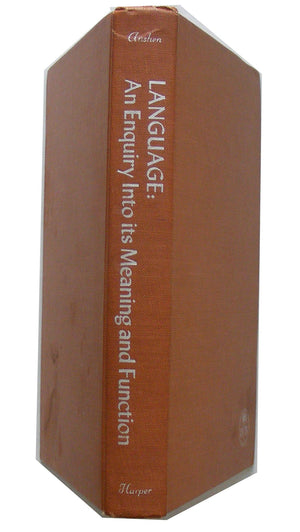 Anshen
LANGUAGE:
An Enquiry Into its Meaning and Function
Harper